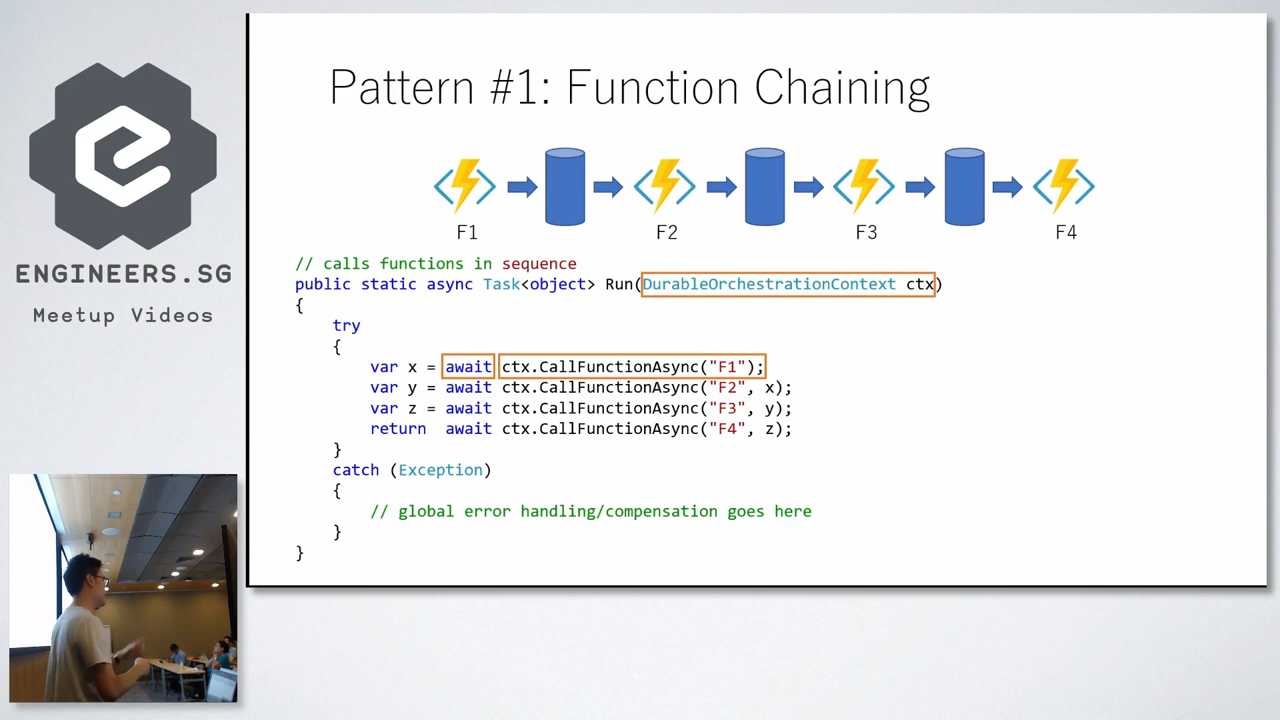 ENGINEERS.SG
Meetup Videos
Pattern #1: Function Chaining
F1
F2
F3
F4
// calls functions in sequence
public static async Task<object> Run(DurableOrchestrationContext ctx)
{
try
{
var x = await ctx.CallFunctionAsync("F1");
var y = await ctx.CallFunctionAsync("F2", x);
var z = await ctx.CallFunctionAsync("F3", y);
return await ctx.CallFunctionAsync("F4", z);
}
catch (Exception)
{
// global error handling/compensation goes here
}
}